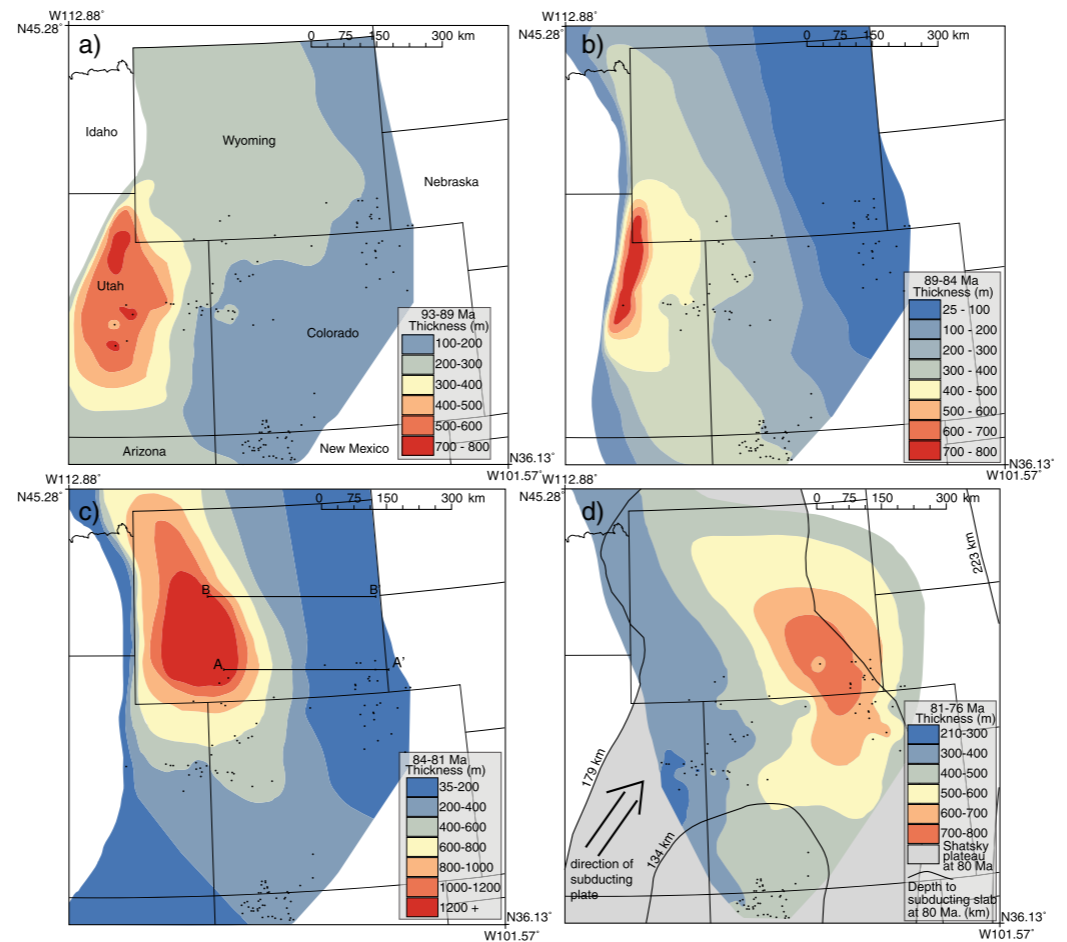 W112.88°
N45.28°
a)
0 75 150 300 km
Idaho
Wyoming
Nebraska
Utah
Colorado
93-89 Ma
Thickness (m)
100-200
200-300
300-400
400-500
500-600
700 - 800
Arizona
New Mexico
N36.13°
W101.57°
W112.88°
N45.28°
b)
0 75 150 300 km
89-84 Ma
Thickness (m)
25 - 100
100 - 200
200 - 300
300 - 400
400 - 500
500 - 600
600 - 700
700 - 800
N36.13°
W101.57°
W112.88°
N45.28°
c)
0 75 150 300 km
B
B'
A
A'
84-81 Ma
Thickness (m)
35-200
200-400
400-600
600-800
800-1000
1000-1200
1200 +
N36.13°
W101.57°
W112.88°
N45.28°
d)
0 75 150 300 km
223 km
179 km
134 km
direction of
subducting
plate
81-76 Ma
Thickness (m)
210-300
300-400
400-500
500-600
600-700
700-800
Shatsky
plateau
at 80 Ma
Depth to
subducting slab
at 80 Ma. (km)
N36.13°
W101.57°